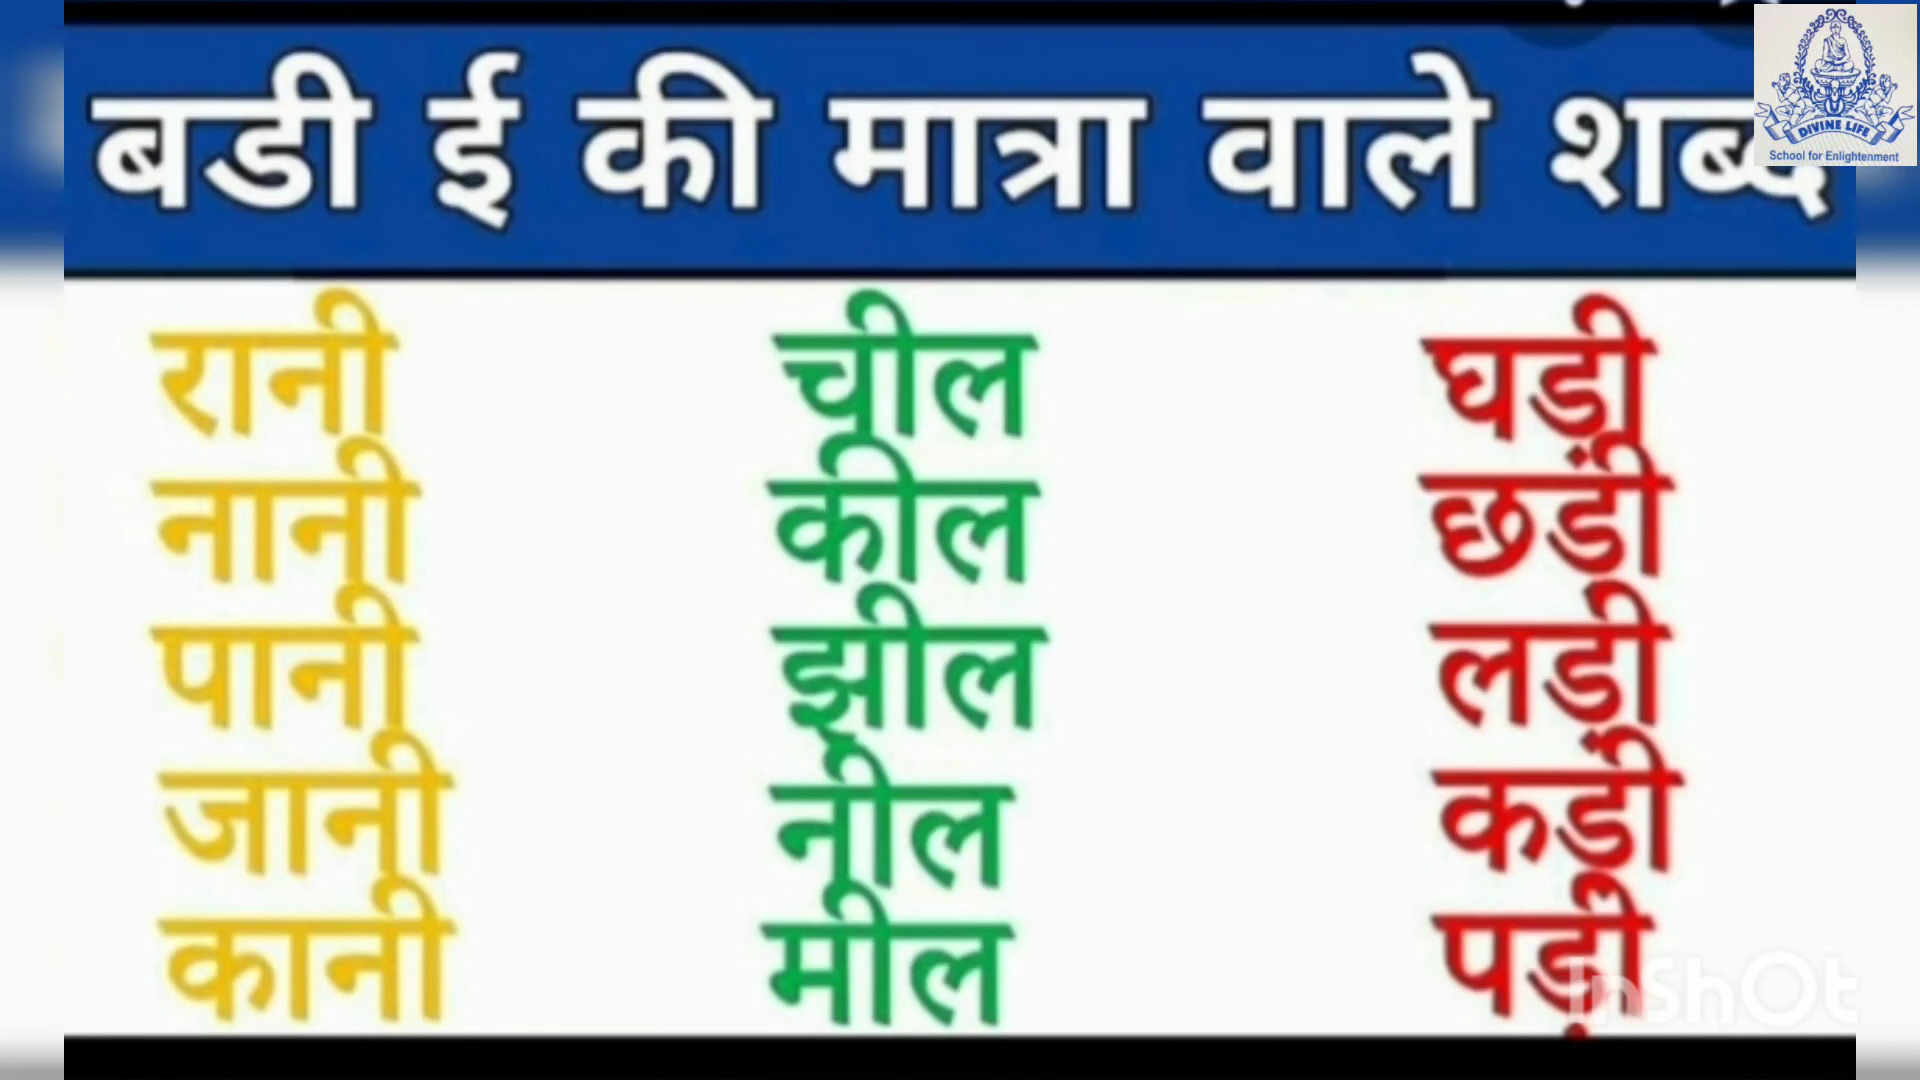 बडी ई की मात्रा वाले शब्द
DIVINE LIFE
School for Enlightenment
रानी चील घड़ी
नानी कील छड़ी
पानी झील लड़ी
जानी नील कड़ी
कानी मील पड़ी
InShOt